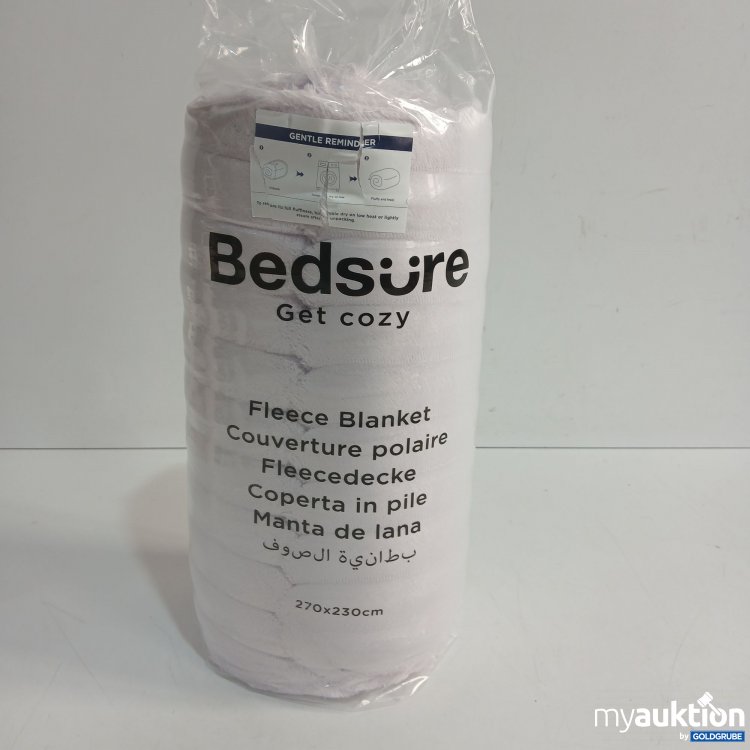 GENTLE REMINDER
Bedsure
Get cozy
Fleece Blanket
Couverture polaire
Fleecedecke
Coperta in pile
Manta de lana
بطانية الصوف
270x230cm
myauktion
by GOLDGRUBE